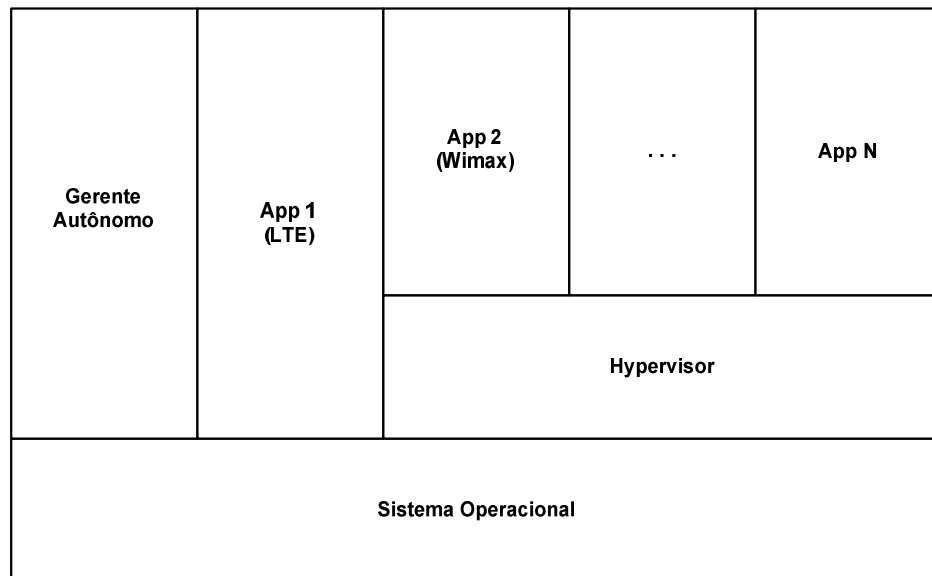 Gerente
Autônomo
App 1
(LTE)
App 2
(Wimax)
. . .
App N
Hypervisor
Sistema Operacional